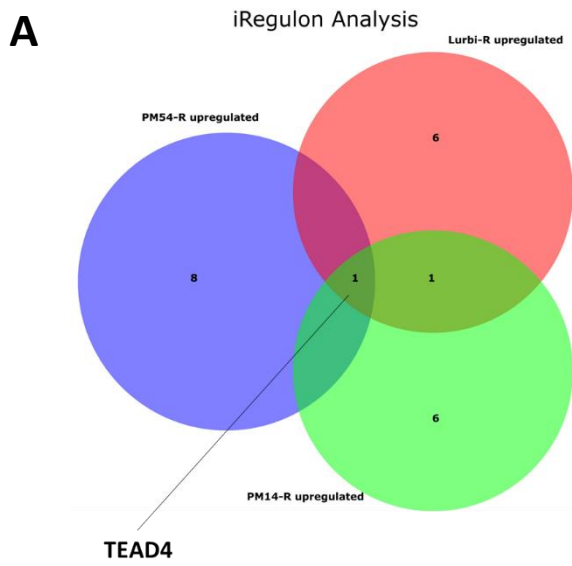 A
iRegulon Analysis
Lurbi-R upregulated
6
PM54-R upregulated
8
1
1
6
PM14-R upregulated
TEAD4